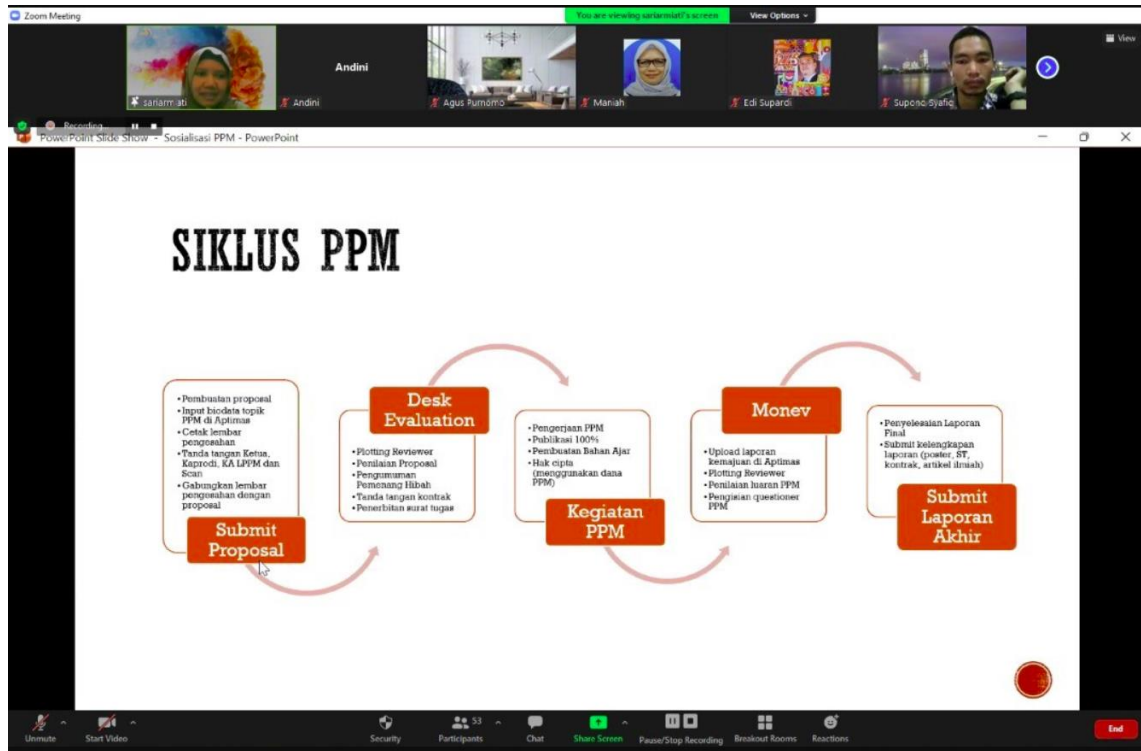 Zoom Meeting
You are viewing sariarmiati's screen
View Options
View
Andini
sariarmiati
Andini
Agus Purnomo
Maniah
Edi Supardi
Supono Syafiq
Recording
PowerPoint Slide Show - Sosialisasi PPM - PowerPoint
SIKLUS PPM
• Pembuatan proposal
• Input biodata topik
PPM di Aptimas
• Cetak lembar
pengesahan
• Tanda tangan Ketua,
Kaprodi, KA LPPM dan
Scan
• Gabungkan lembar
pengesahan dengan
proposal
Submit
Proposal
Desk
Evaluation
• Plotting Reviewer
• Penilaian Proposal
• Pengumuman
Pemenang Hibah
• Tanda tangan kontrak
• Penerbitan surat tugas
• Pengerjaan PPM
• Publikasi 100%
• Pembuatan Bahan Ajar
• Hak cipta
(menggunakan dana
PPM)
Kegiatan
PPM
Monev
• Upload laporan
kemajuan di Aptimas
• Plotting Reviewer
• Penilaian luaran PPM
• Pengisian questioner
PPM
• Penyelesaian Laporan
Final
• Submit kelengkapan
laporan (poster, ST,
kontrak, artikel ilmiah)
Submit
Laporan
Akhir
Unmute
Start Video
Security
53
Participants
Chat
Share Screen
Pause/Stop Recording
Breakout Rooms
Reactions
End